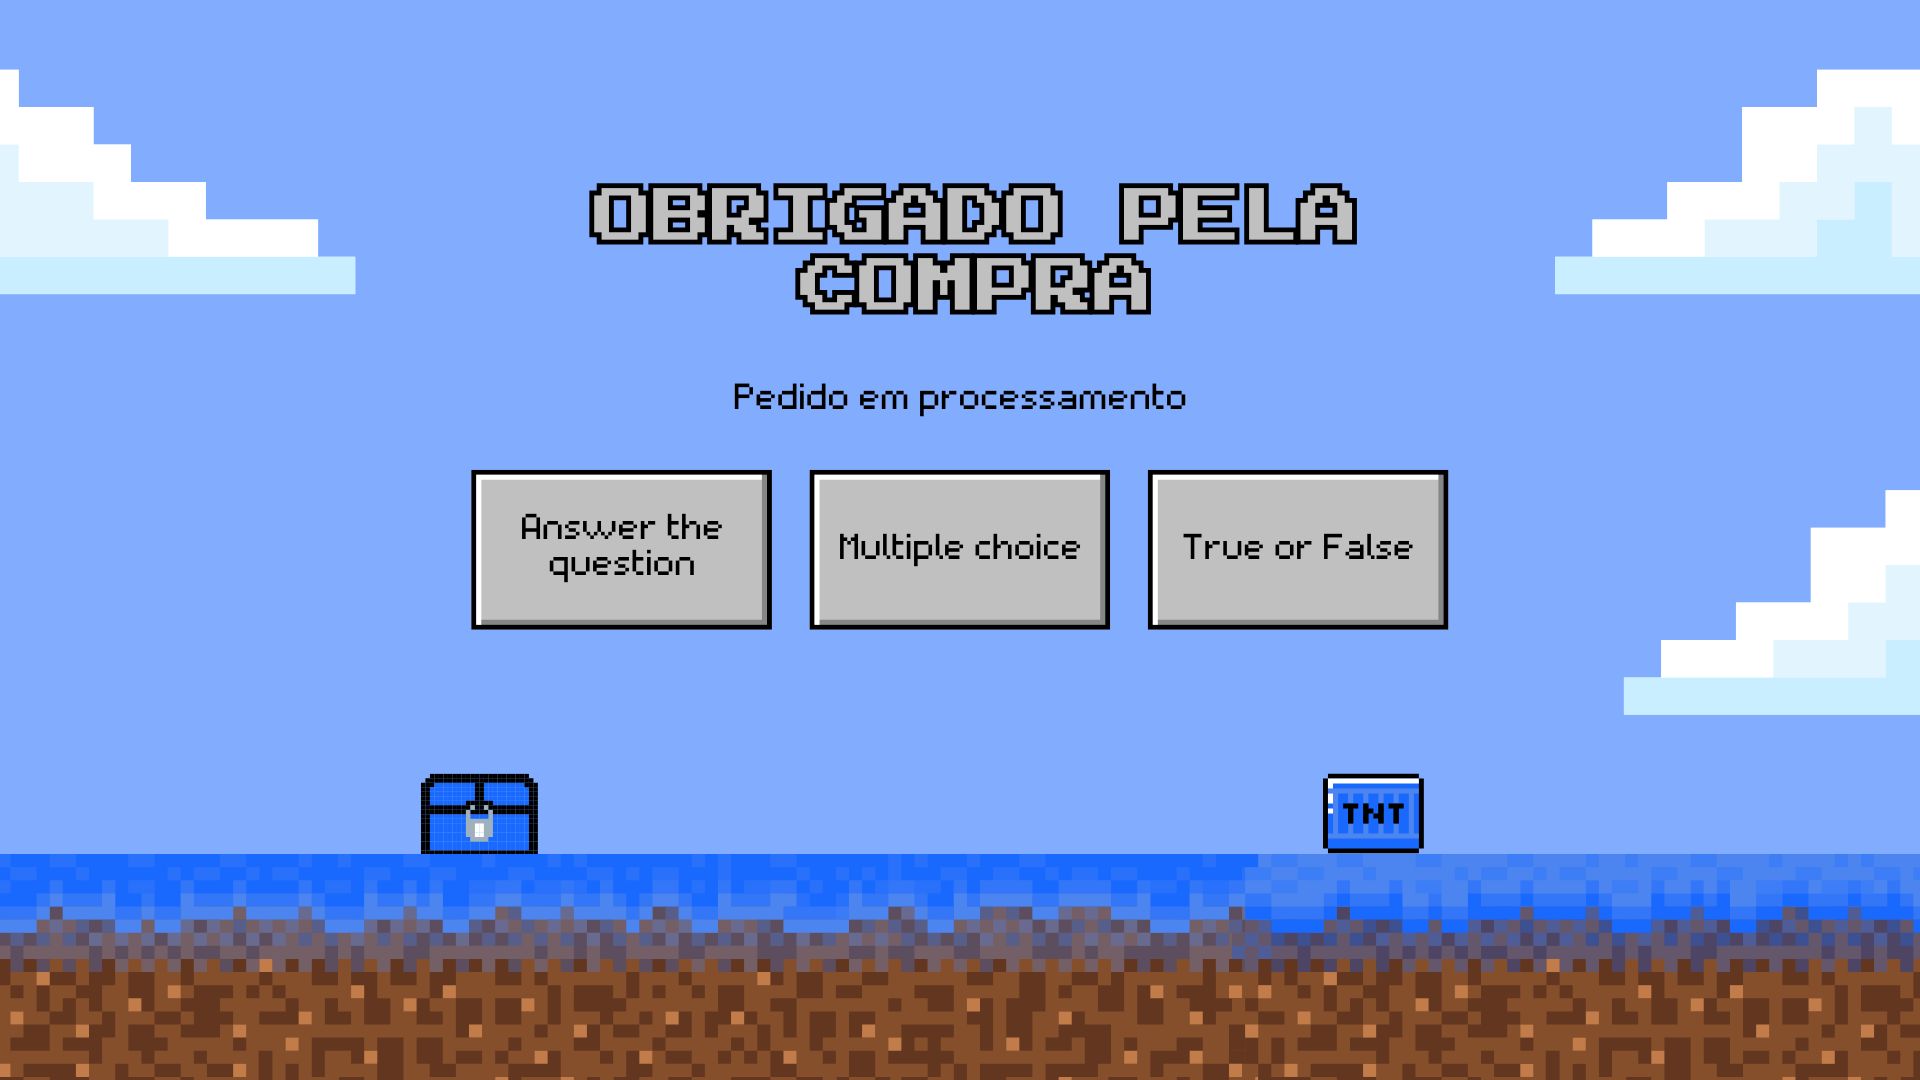 OBRIGADO PELA
COMPRA
Pedido em processamento
Answer the
question
Multiple choice
True or False
TNT